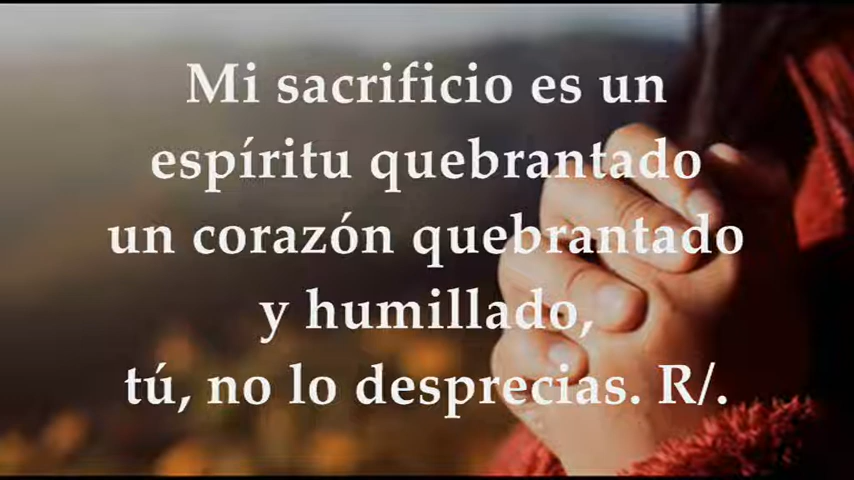 Mi sacrificio es un
espíritu quebrantado
un corazón quebrantado
y humillado,
tú, no lo desprecias. R/.